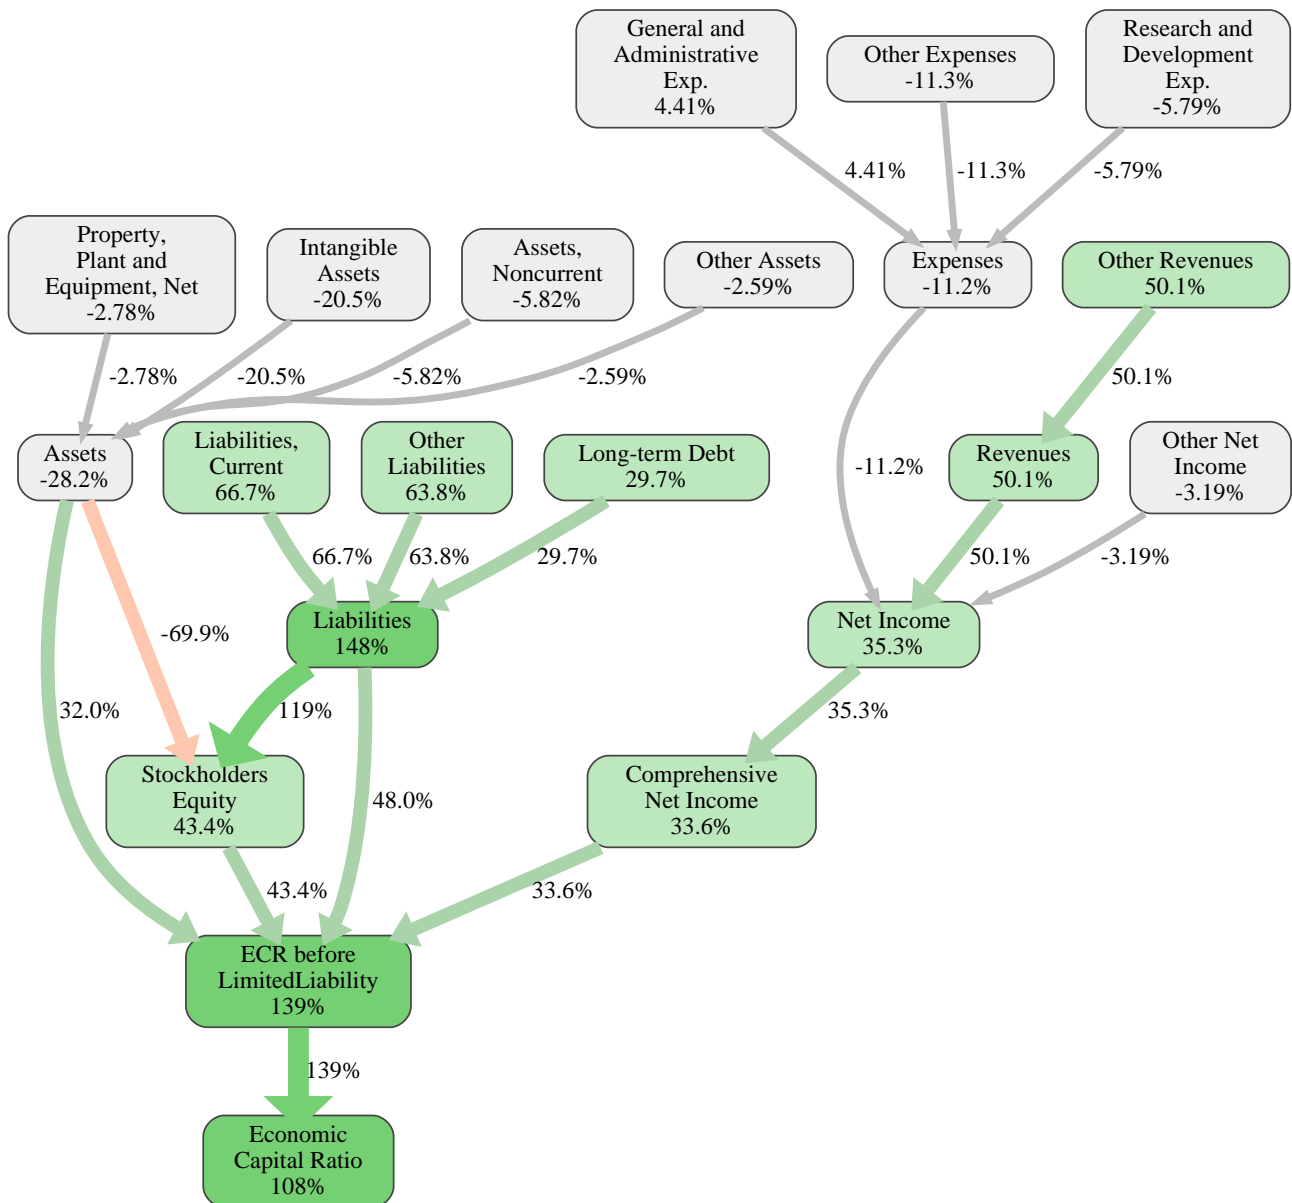 General and
Administrative
Exp.
4.41%
Other Expenses
-11.3%
Research and
Development
Exp.
-5.79%
4.41%
-11.3%
-5.79%
Property,
Plant and
Equipment, Net
-2.78%
Intangible
Assets
-20.5%
Assets,
Noncurrent
-5.82%
Other Assets
-2.59%
Expenses
-11.2%
Other Revenues
50.1%
-2.78%
-20.5%
-5.82%
-2.59%
50.1%
Assets
-28.2%
Liabilities,
Current
66.7%
Other
Liabilities
63.8%
Long-term Debt
29.7%
-11.2%
Revenues
50.1%
Other Net
Income
-3.19%
66.7%
63.8%
29.7%
50.1%
-3.19%
-69.9%
Liabilities
148%
Net Income
35.3%
32.0%
119%
35.3%
Stockholders
Equity
43.4%
48.0%
Comprehensive
Net Income
33.6%
43.4%
33.6%
ECR before
LimitedLiability
139%
139%
Economic
Capital Ratio
108%